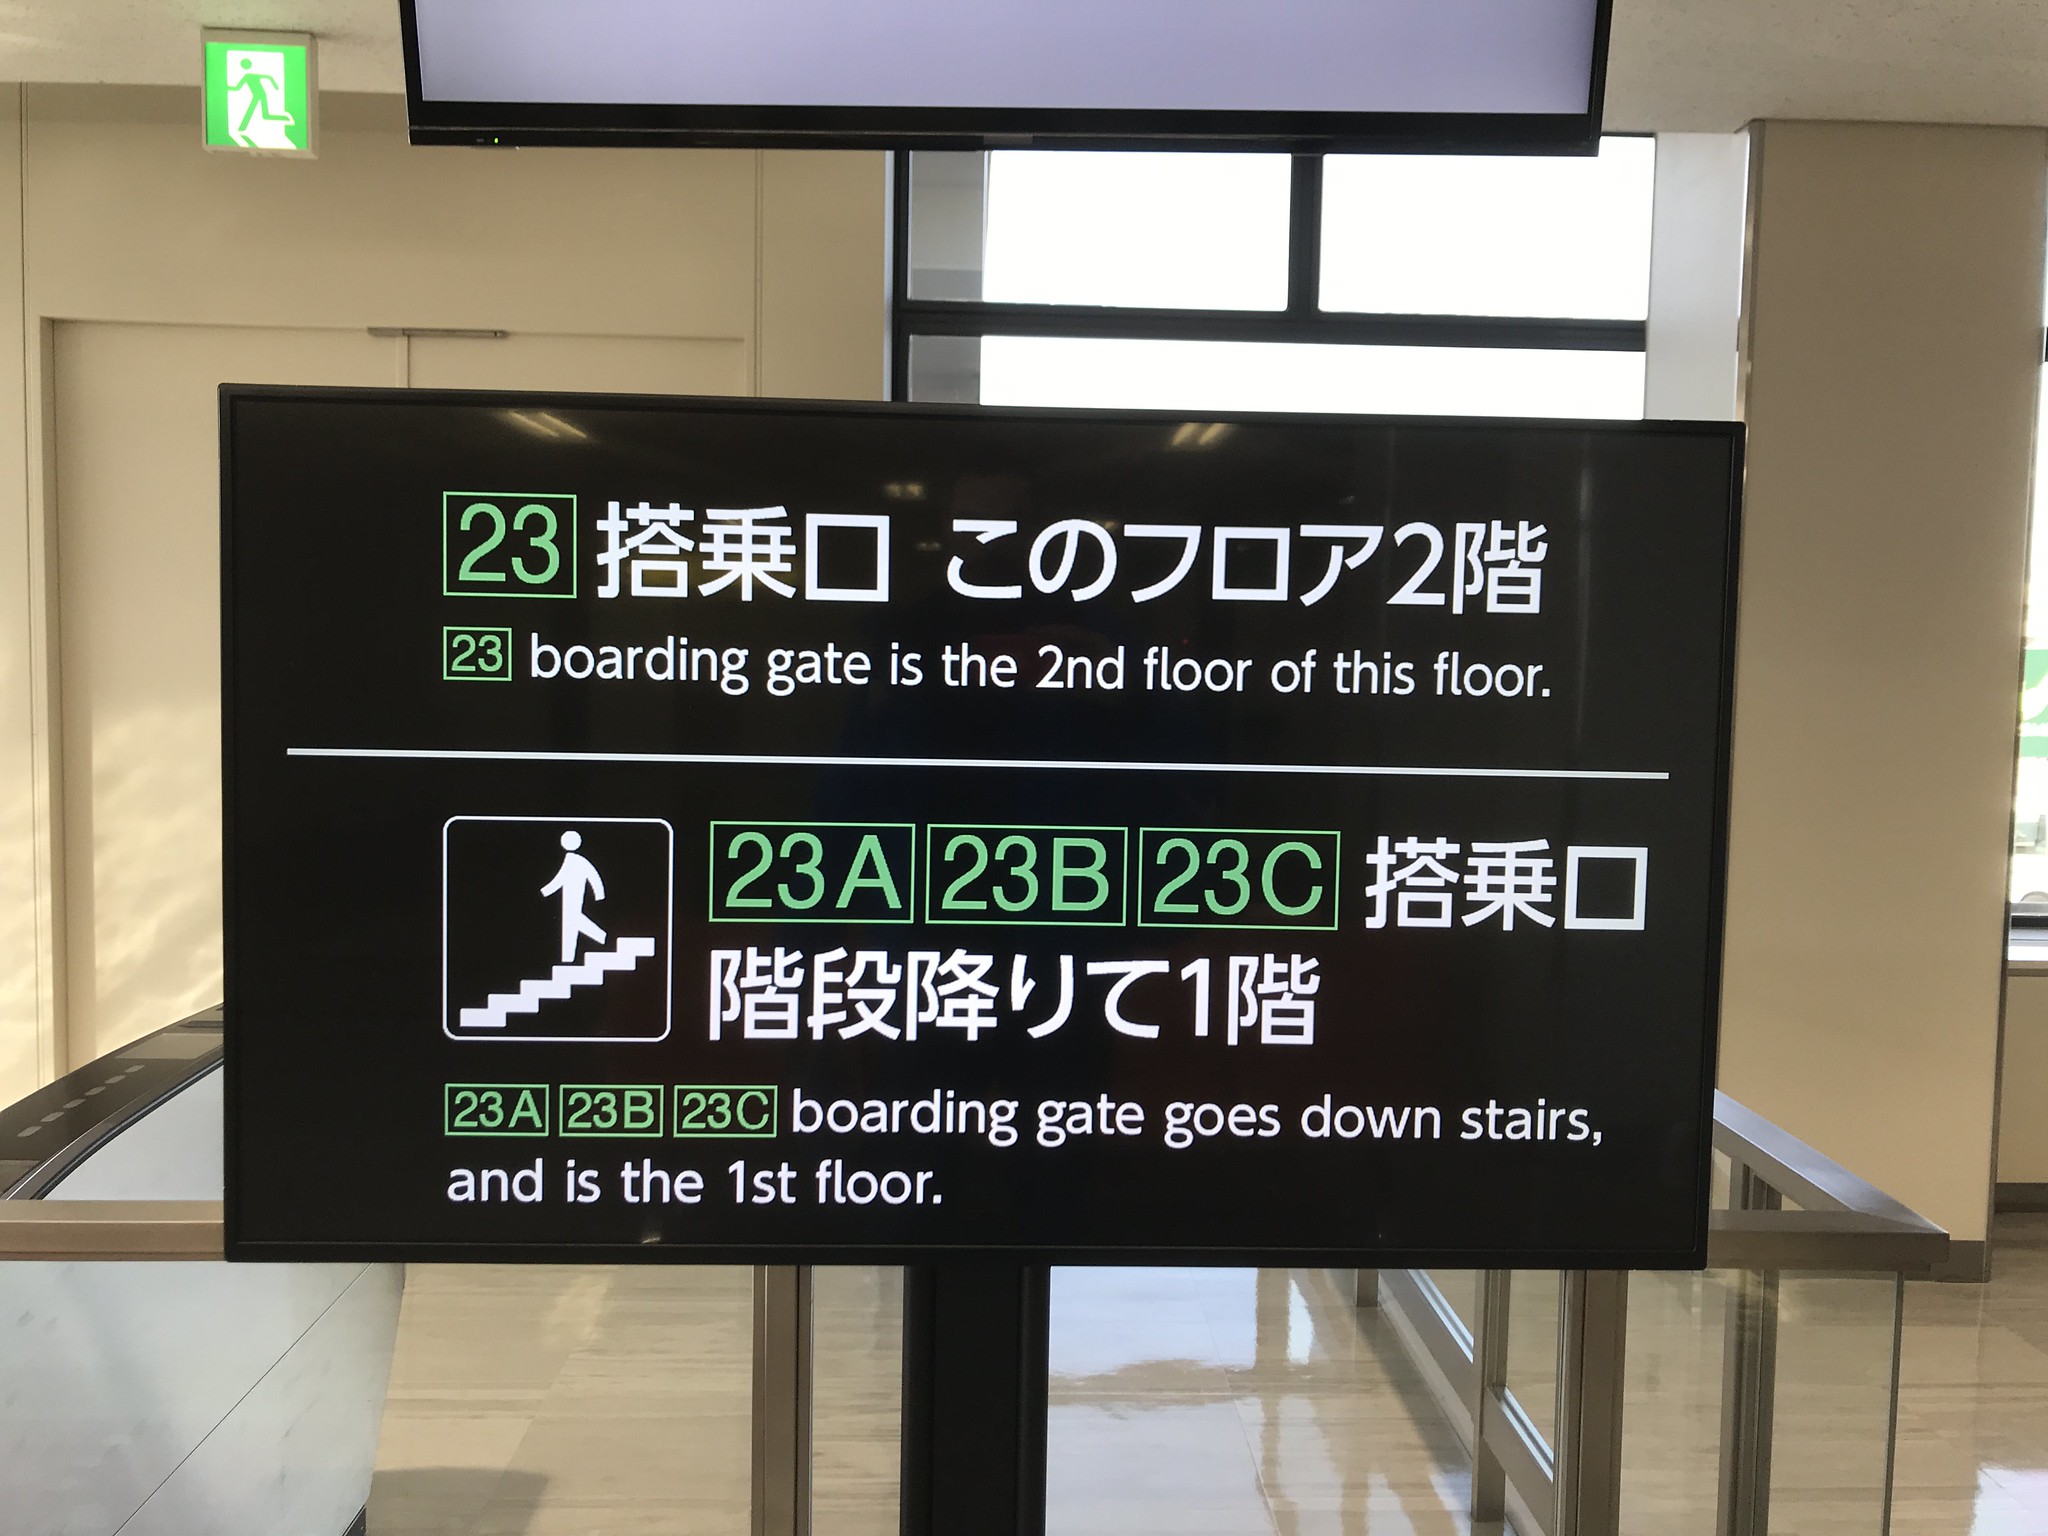 23 搭乗口 このフロア2階
23 boarding gate is the 2nd floor of this floor.
23A 23B 23C 搭乗口
階段降りて1階
23A 23B 23C boarding gate goes down stairs,
and is the 1st floor.